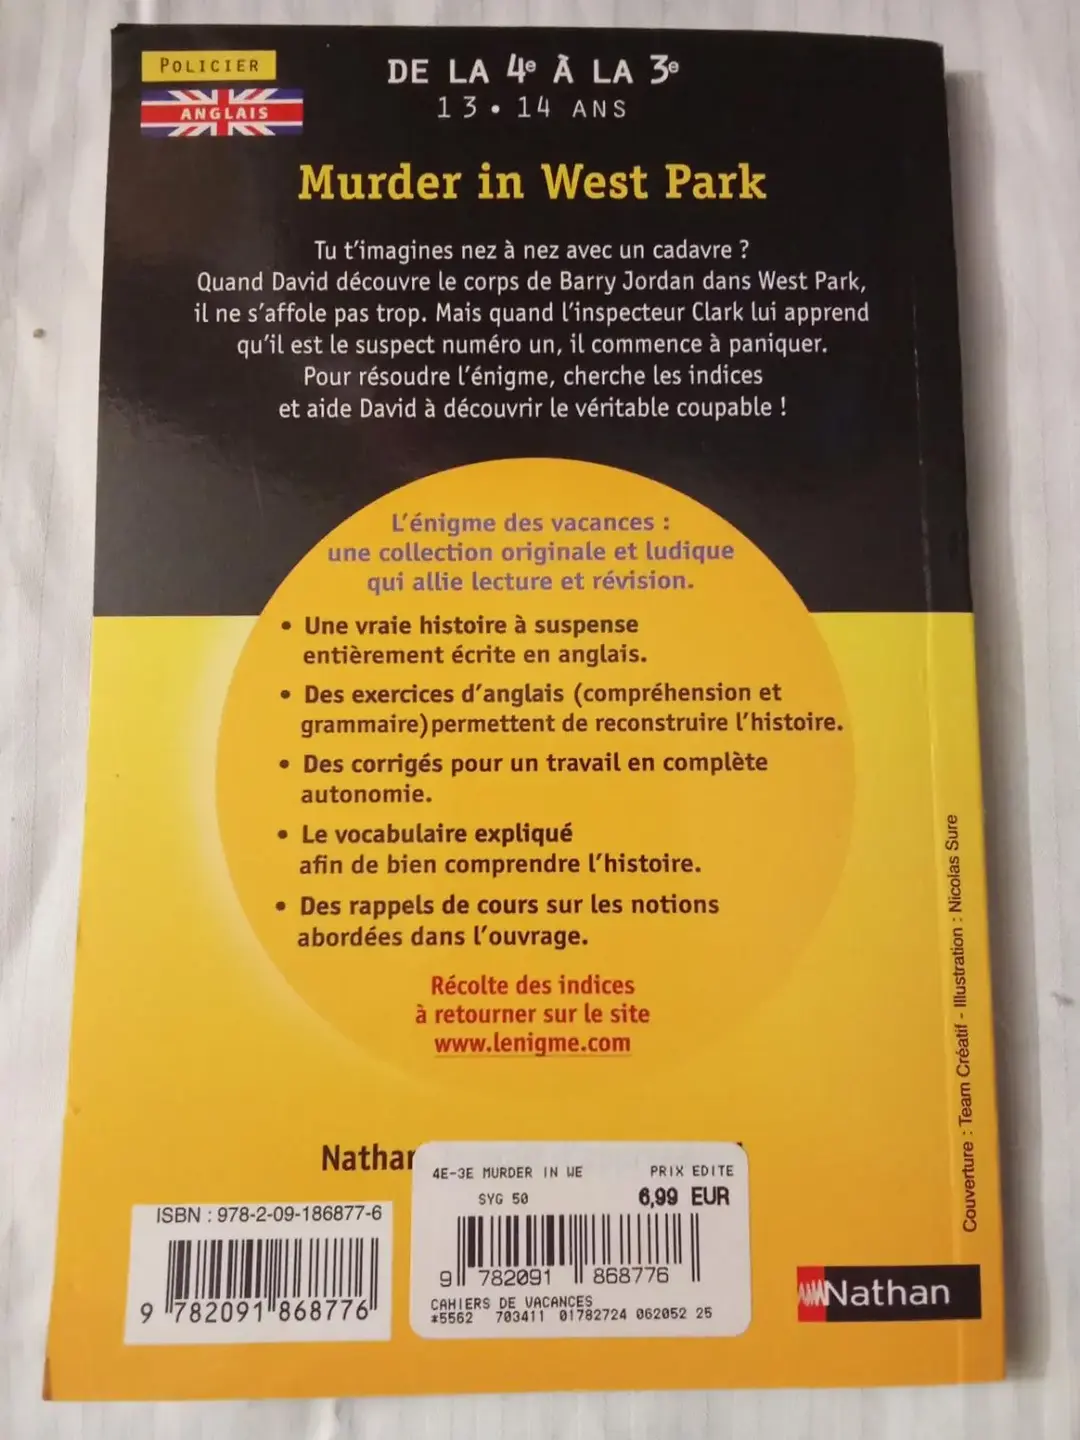 POLICIER
ANGLAIS
DE LA 4e À LA 3e
13 • 14 ANS
Murder in West Park
Tu t'imagines nez à nez avec un cadavre ?
Quand David découvre le corps de Barry Jordan dans West Park,
il ne s'affole pas trop. Mais quand l'inspecteur Clark lui apprend
qu'il est le suspect numéro un, il commence à paniquer.
Pour résoudre l'énigme, cherche les indices
et aide David à découvrir le véritable coupable !
L'énigme des vacances :
une collection originale et ludique
qui allie lecture et révision.
• Une vraie histoire à suspense
entièrement écrite en anglais.
• Des exercices d'anglais (compréhension et
grammaire)permettent de reconstruire l'histoire.
• Des corrigés pour un travail en complète
autonomie.
• Le vocabulaire expliqué
afin de bien comprendre l'histoire.
• Des rappels de cours sur les notions
abordées dans l'ouvrage.
Récolte des indices
à retourner sur le site
www.lenigme.com
Nathan
4E-3E MURDER IN WE PRIX EDITE
SYG 50 6,99 EUR
9 782091 868776
CAHIERS DE VACANCES
*5562 703411 01782724 062052 25
ISBN : 978-2-09-186877-6
9 782091 868776
Nathan
Couverture : Team Créatif - Illustration : Nicolas Sure